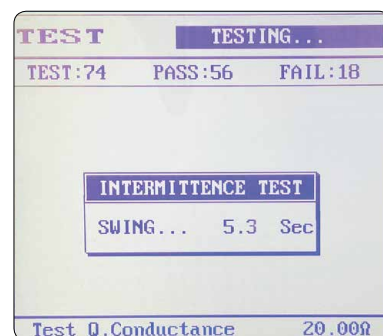 TEST TESTING...
TEST:74 PASS:56 FAIL:18
INTERMITTENCE TEST
SWING... 5.3 Sec
Test Q.Conductance 20.00Ω